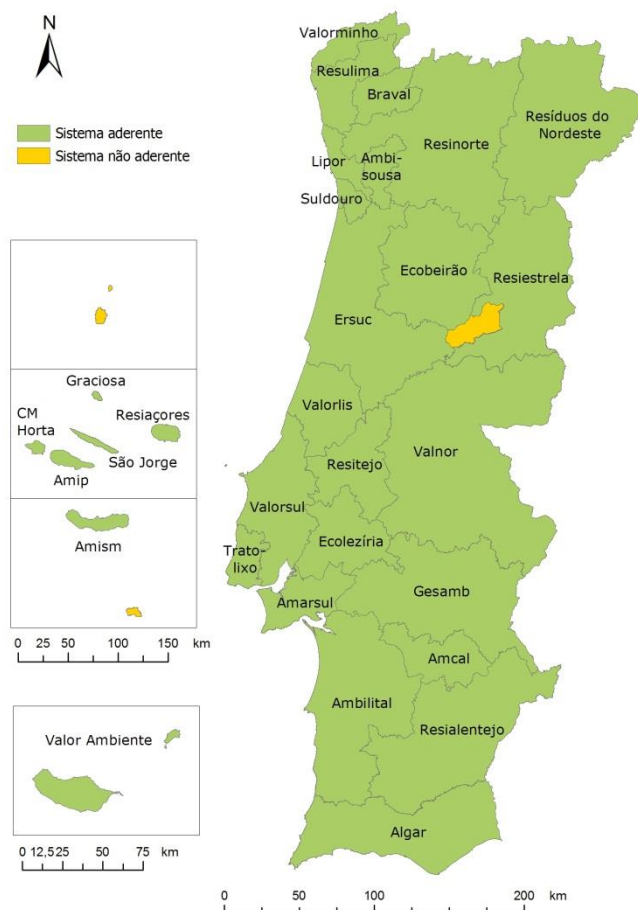 N
Sistema aderente
Sistema não aderente
Valorminho
Resulima
Braval
Resinorte
Resíduos do
Nordeste
Lipor
Ambi-
sousa
Suldouro
Ecobeirão
Resiestrela
Ersuc
Valorlis
Valnor
Resitejo
Valorsul
Ecolezíria
Trato-
lixo
Amarsul
Gesamb
Amcal
Ambilital
Resialentejo
Algar
Graciosa
CM
Horta
Resiaçores
São Jorge
Amip
Amism
0 25 50 100 150 km
Valor Ambiente
0 12,525 50 75 km
0 50 100 200 km